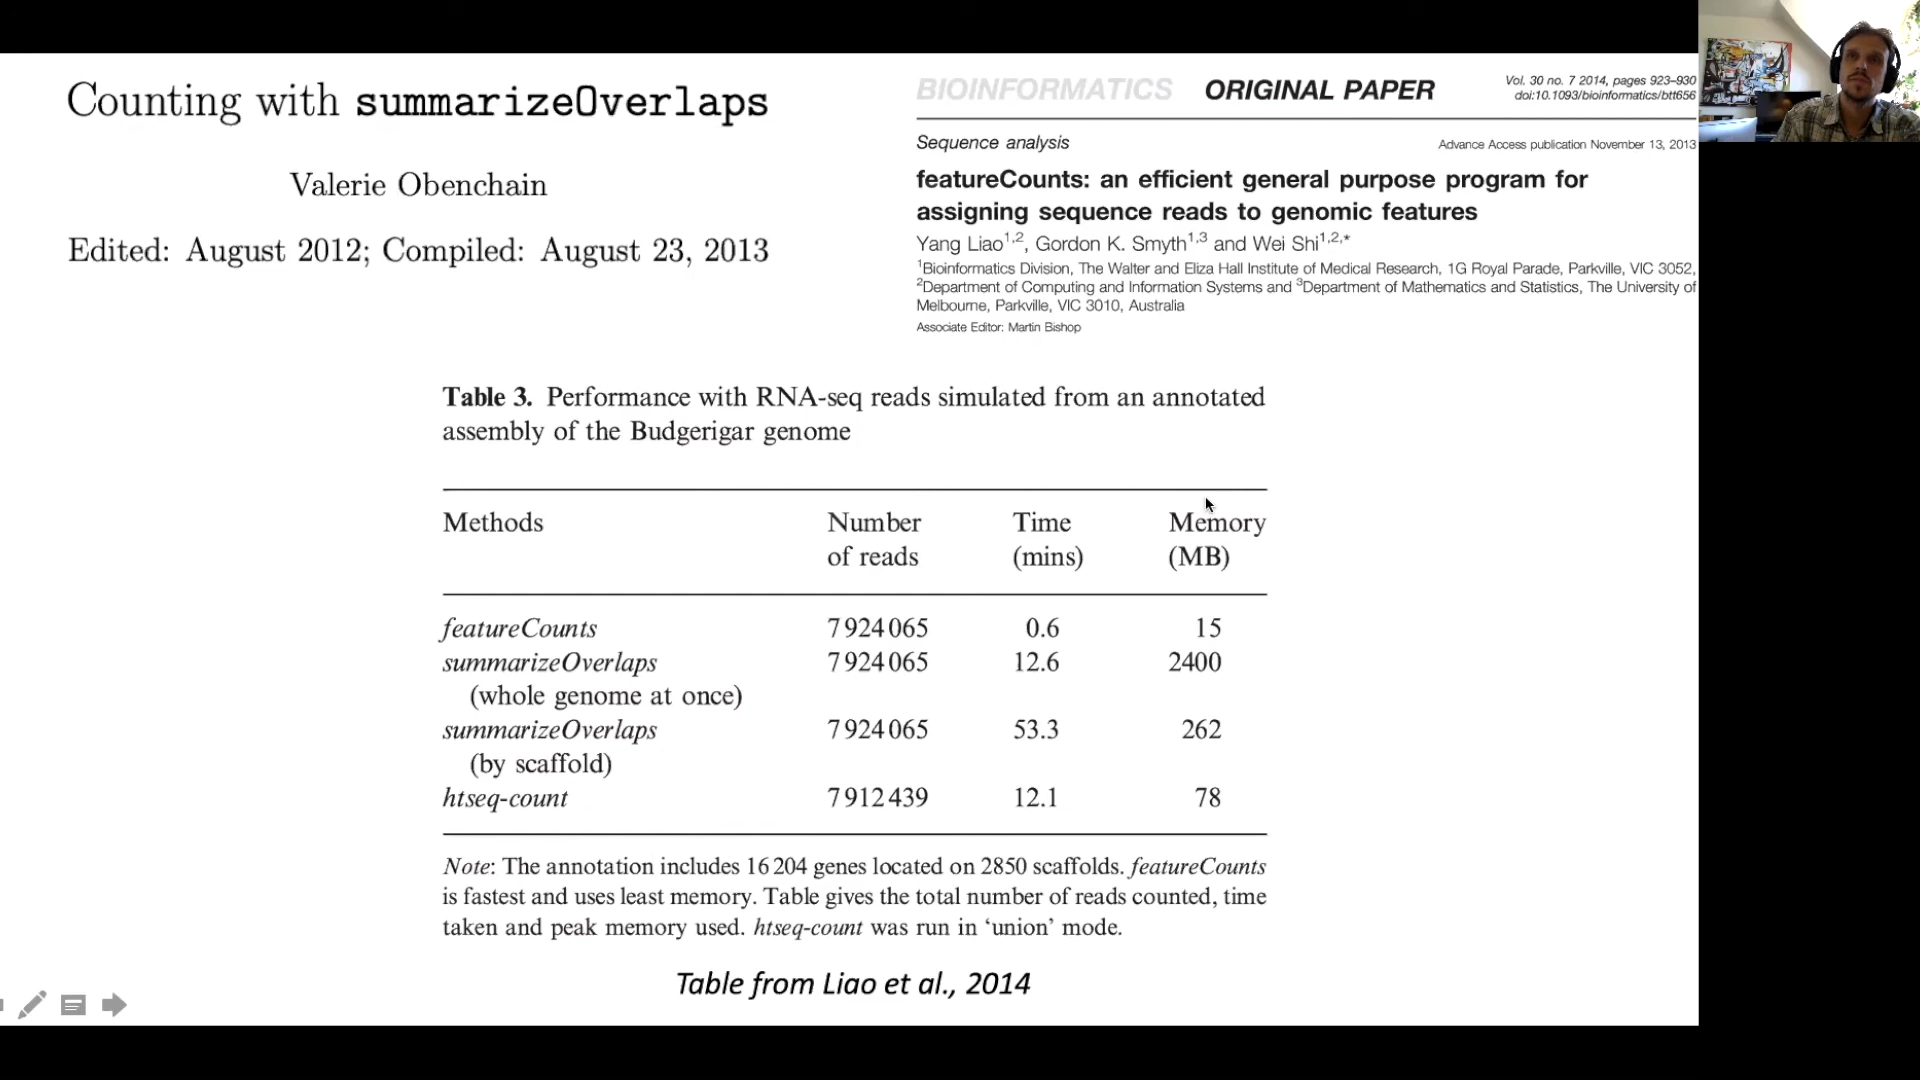 Counting with summarizeOverlaps
Valerie Obenchain
Edited: August 2012; Compiled: August 23, 2013
BIOINFORMATICS ORIGINAL PAPER
Vol. 30 no. 7 2014, pages 923–930
doi:10.1093/bioinformatics/btt656
Sequence analysis
Advance Access publication November 13, 2013
featureCounts: an efficient general purpose program for
assigning sequence reads to genomic features
Yang Liao1,2, Gordon K. Smyth1,3 and Wei Shi1,2,*
1Bioinformatics Division, The Walter and Eliza Hall Institute of Medical Research, 1G Royal Parade, Parkville, VIC 3052,
2Department of Computing and Information Systems and 3Department of Mathematics and Statistics, The University of
Melbourne, Parkville, VIC 3010, Australia
Associate Editor: Martin Bishop
Table 3. Performance with RNA-seq reads simulated from an annotated
assembly of the Budgerigar genome
Methods Number Time Memory
of reads (mins) (MB)
featureCounts 7 924 065 0.6 15
summarizeOverlaps 7 924 065 12.6 2400
(whole genome at once)
summarizeOverlaps 7 924 065 53.3 262
(by scaffold)
htseq-count 7 912 439 12.1 78
Note: The annotation includes 16 204 genes located on 2850 scaffolds. featureCounts
is fastest and uses least memory. Table gives the total number of reads counted, time
taken and peak memory used. htseq-count was run in ‘union’ mode.
Table from Liao et al., 2014